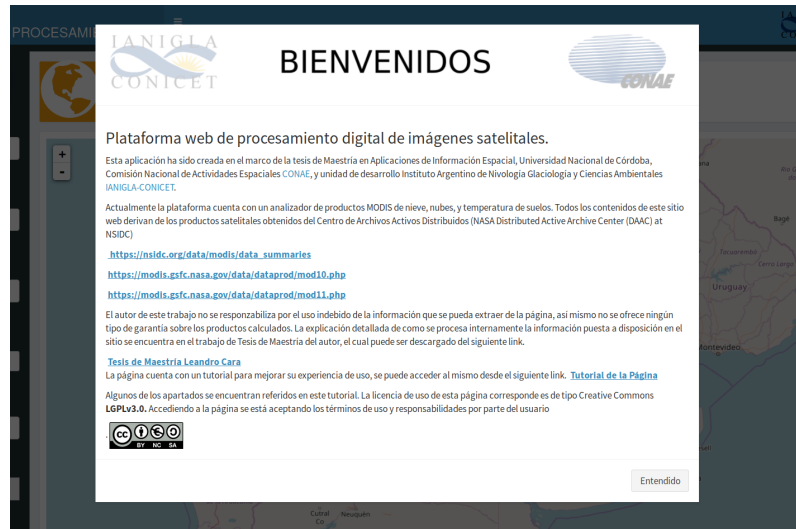 PROCESAMIE
IANIGLA
CONICET
BIENVENIDOS
CONAE
Plataforma web de procesamiento digital de imágenes satelitales.
Esta aplicación ha sido creada en el marco de la tesis de Maestría en Aplicaciones de Información Espacial, Universidad Nacional de Córdoba,
Comisión Nacional de Actividades Espaciales CONAE, y unidad de desarrollo Instituto Argentino de Nivología Glaciología y Ciencias Ambientales
IANIGLA-CONICET.
Actualmente la plataforma cuenta con un analizador de productos MODIS de nieve, nubes, y temperatura de suelos. Todos los contenidos de este sitio
web derivan de los productos satelitales obtenidos del Centro de Archivos Activos Distribuidos (NASA Distributed Active Archive Center (DAAC) at
NSIDC)
https://nsidc.org/data/modis/data_summaries
https://modis.gsfc.nasa.gov/data/dataprod/mod10.php
https://modis.gsfc.nasa.gov/data/dataprod/mod11.php
El autor de este trabajo no se responzabiliza por el uso indebido de la información que se pueda extraer de la página, así mismo no se ofrece ningún
tipo de garantía sobre los productos calculados. La explicación detallada de como se procesa internamente la información puesta a disposición en el
sitio se encuentra en el trabajo de Tesis de Maestría del autor, el cual puede ser descargado del siguiente link.
Tesis de Maestría Leandro Cara
La página cuenta con un tutorial para mejorar su experiencia de uso, se puede acceder al mismo desde el siguiente link. Tutorial de la Página
Algunos de los apartados se encuentran referidos en este tutorial. La licencia de uso de esta página corresponde es de tipo Creative Commons
LGPLv3.0. Accediendo a la página se está aceptando los términos de uso y responsabilidades por parte del usuario
.
cc
BY NC SA
Entendido
+
-
Bagé
Tacuarembó
Cerro Largo
Uruguay
Montevideo
Cutral
Co
Neuquén